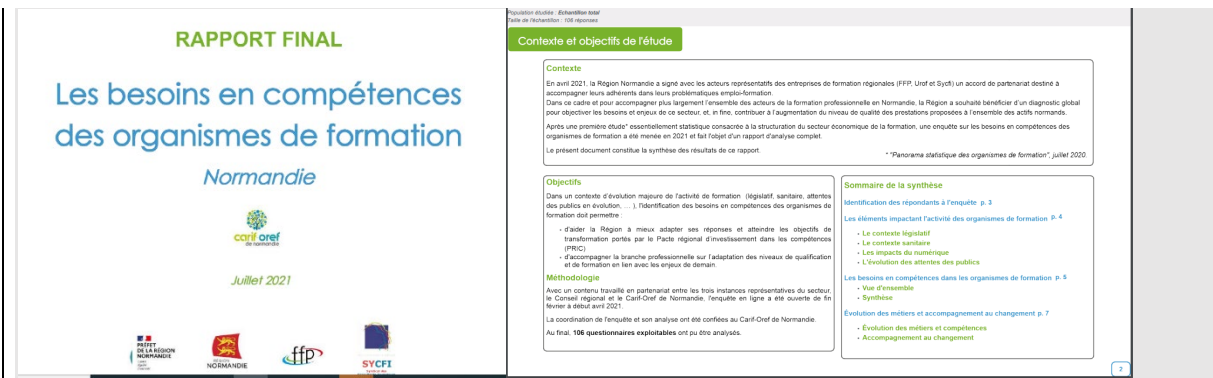 RAPPORT FINAL
Les besoins en compétences
des organismes de formation
Normandie
carif oref
de normandie
Juillet 2021
PRÉFET
DE LA RÉGION
NORMANDIE
RÉGION
NORMANDIE
ffp
SYCFI
Population étudiée : Echantillon total
Taille de l'échantillon : 106 réponses
Contexte et objectifs de l'étude
Contexte
En avril 2021, la Région Normandie a signé avec les acteurs représentatifs des entreprises de formation régionales (FFP, Urof et Sycfi) un accord de partenariat destiné à
accompagner leurs adhérents dans leurs problématiques emploi-formation.
Dans ce cadre et pour accompagner plus largement l'ensemble des acteurs de la formation professionnelle en Normandie, la Région a souhaité bénéficier d'un diagnostic global
pour objectiver les besoins et enjeux de ce secteur, et, in fine, contribuer à l'augmentation du niveau de qualité des prestations proposées à l'ensemble des actifs normands.
Après une première étude* essentiellement statistique consacrée à la structuration du secteur économique de la formation, une enquête sur les besoins en compétences des
organismes de formation a été menée en 2021 et fait l'objet d'un rapport d'analyse complet.
Le présent document constitue la synthèse des résultats de ce rapport.
* "Panorama statistique des organismes de formation", juillet 2020.
Objectifs
Dans un contexte d'évolution majeure de l'activité de formation (législatif, sanitaire, attentes
des publics en évolution, ... ), l'identification des besoins en compétences des organismes de
formation doit permettre :
• d'aider la Région à mieux adapter ses réponses et atteindre les objectifs de
transformation portés par le Pacte régional d'investissement dans les compétences
(PRIC)
• d'accompagner la branche professionnelle sur l'adaptation des niveaux de qualification
et de formation en lien avec les enjeux de demain.
Méthodologie
Avec un contenu travaillé en partenariat entre les trois instances représentatives du secteur,
le Conseil régional et le Carif-Oref de Normandie, l'enquête en ligne a été ouverte de fin
février à début avril 2021.
La coordination de l'enquête et son analyse ont été confiées au Carif-Oref de Normandie.
Au final, 106 questionnaires exploitables ont pu être analysés.
Sommaire de la synthèse
Identification des répondants à l'enquête p. 3
Les éléments impactant l'activité des organismes de formation p. 4
• Le contexte législatif
• Le contexte sanitaire
• Les impacts du numérique
• L'évolution des attentes des publics
Les besoins en compétences dans les organismes de formation p. 5
• Vue d'ensemble
• Synthèse
Évolution des métiers et accompagnement au changement p. 7
• Évolution des métiers et compétences
• Accompagnement au changement
2